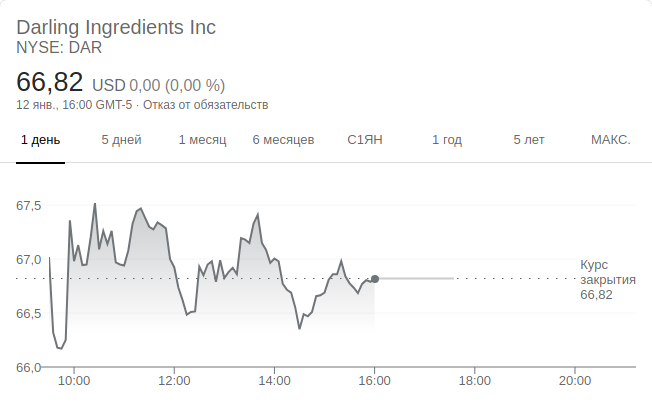 Darling Ingredients Inc
NYSE: DAR
66,82 USD 0,00 (0,00 %)
12 янв., 16:00 GMT-5 · Отказ от обязательств
1 день 5 дней 1 месяц 6 месяцев С1ЯН 1 год 5 лет МАКС.
67,5
67,0
Курс
закрытия
66,82
66,5
66,0
10:00 12:00 14:00 16:00 18:00 20:00